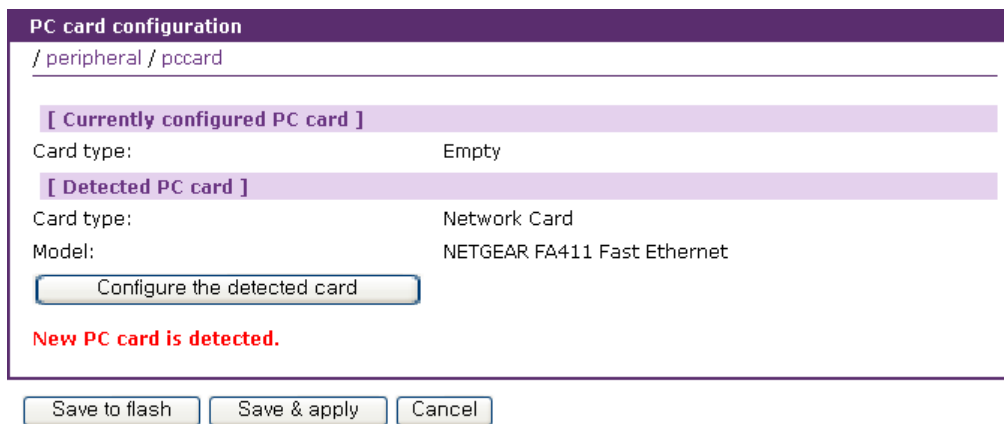 PC card configuration
/ peripheral / pccard
[ Currently configured PC card ]
Card type: Empty
[ Detected PC card ]
Card type: Network Card
Model: NETGEAR FA411 Fast Ethernet
Configure the detected card
New PC card is detected.
Save to flash Save & apply Cancel